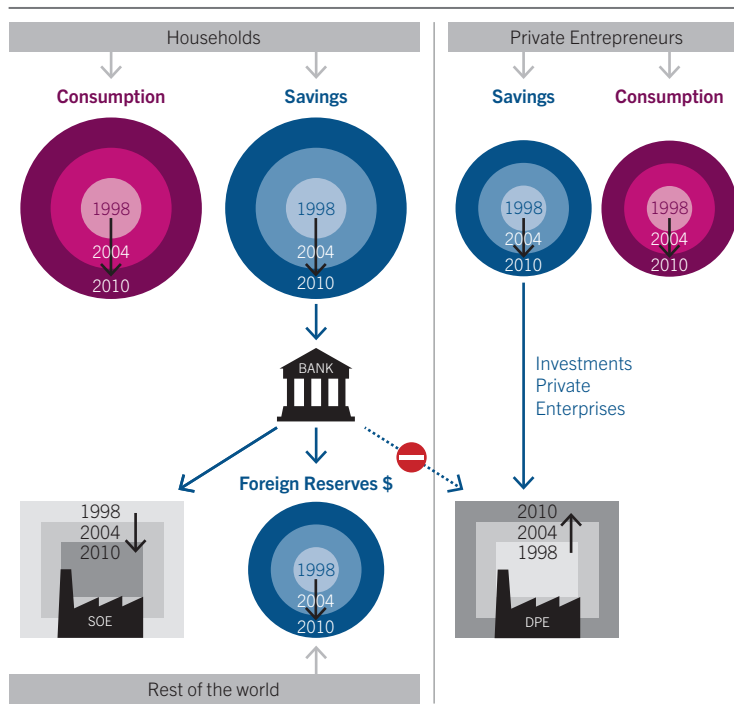 Households
Private Entrepreneurs
Consumption
Savings
Savings
Consumption
1998
2004
2010
1998
2004
2010
1998
2004
2010
1998
2004
2010
BANK
Investments
Private
Enterprises
Foreign Reserves $
1998
2004
2010
SOE
1998
2004
2010
2010
2004
1998
DPE
Rest of the world